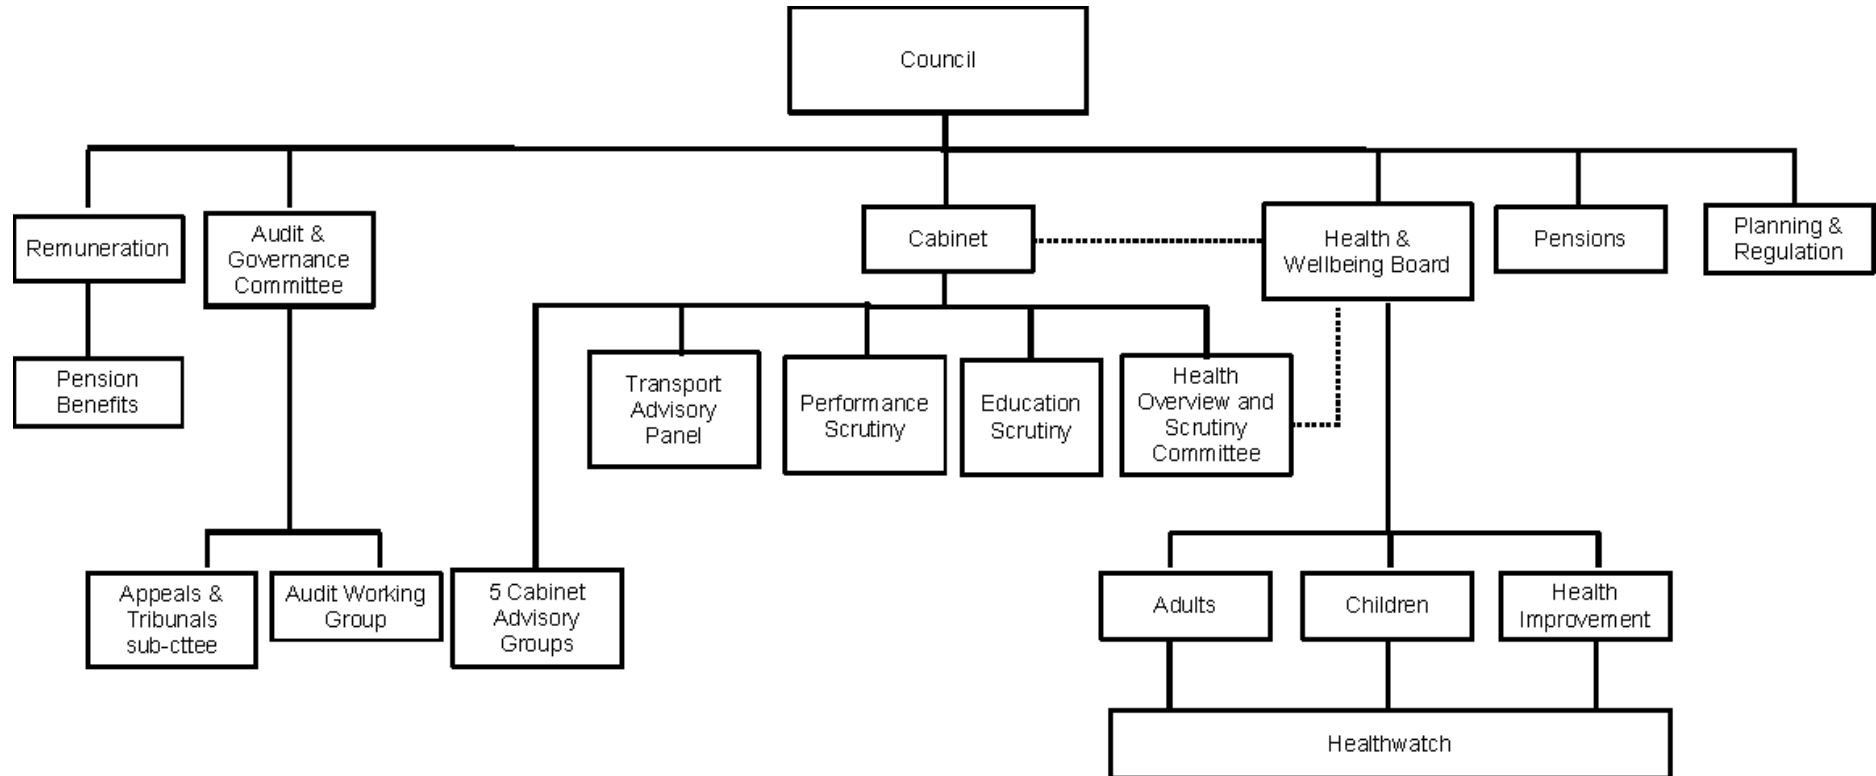 Council
Remuneration
Audit &
Governance
Committee
Cabinet
Health &
Wellbeing Board
Pensions
Planning &
Regulation
Pension
Benefits
Transport
Advisory
Panel
Performance
Scrutiny
Education
Scrutiny
Health
Overview and
Scrutiny
Committee
Appeals &
Tribunals
sub-cttee
Audit Working
Group
5 Cabinet
Advisory
Groups
Adults
Children
Health
Improvement
Healthwatch